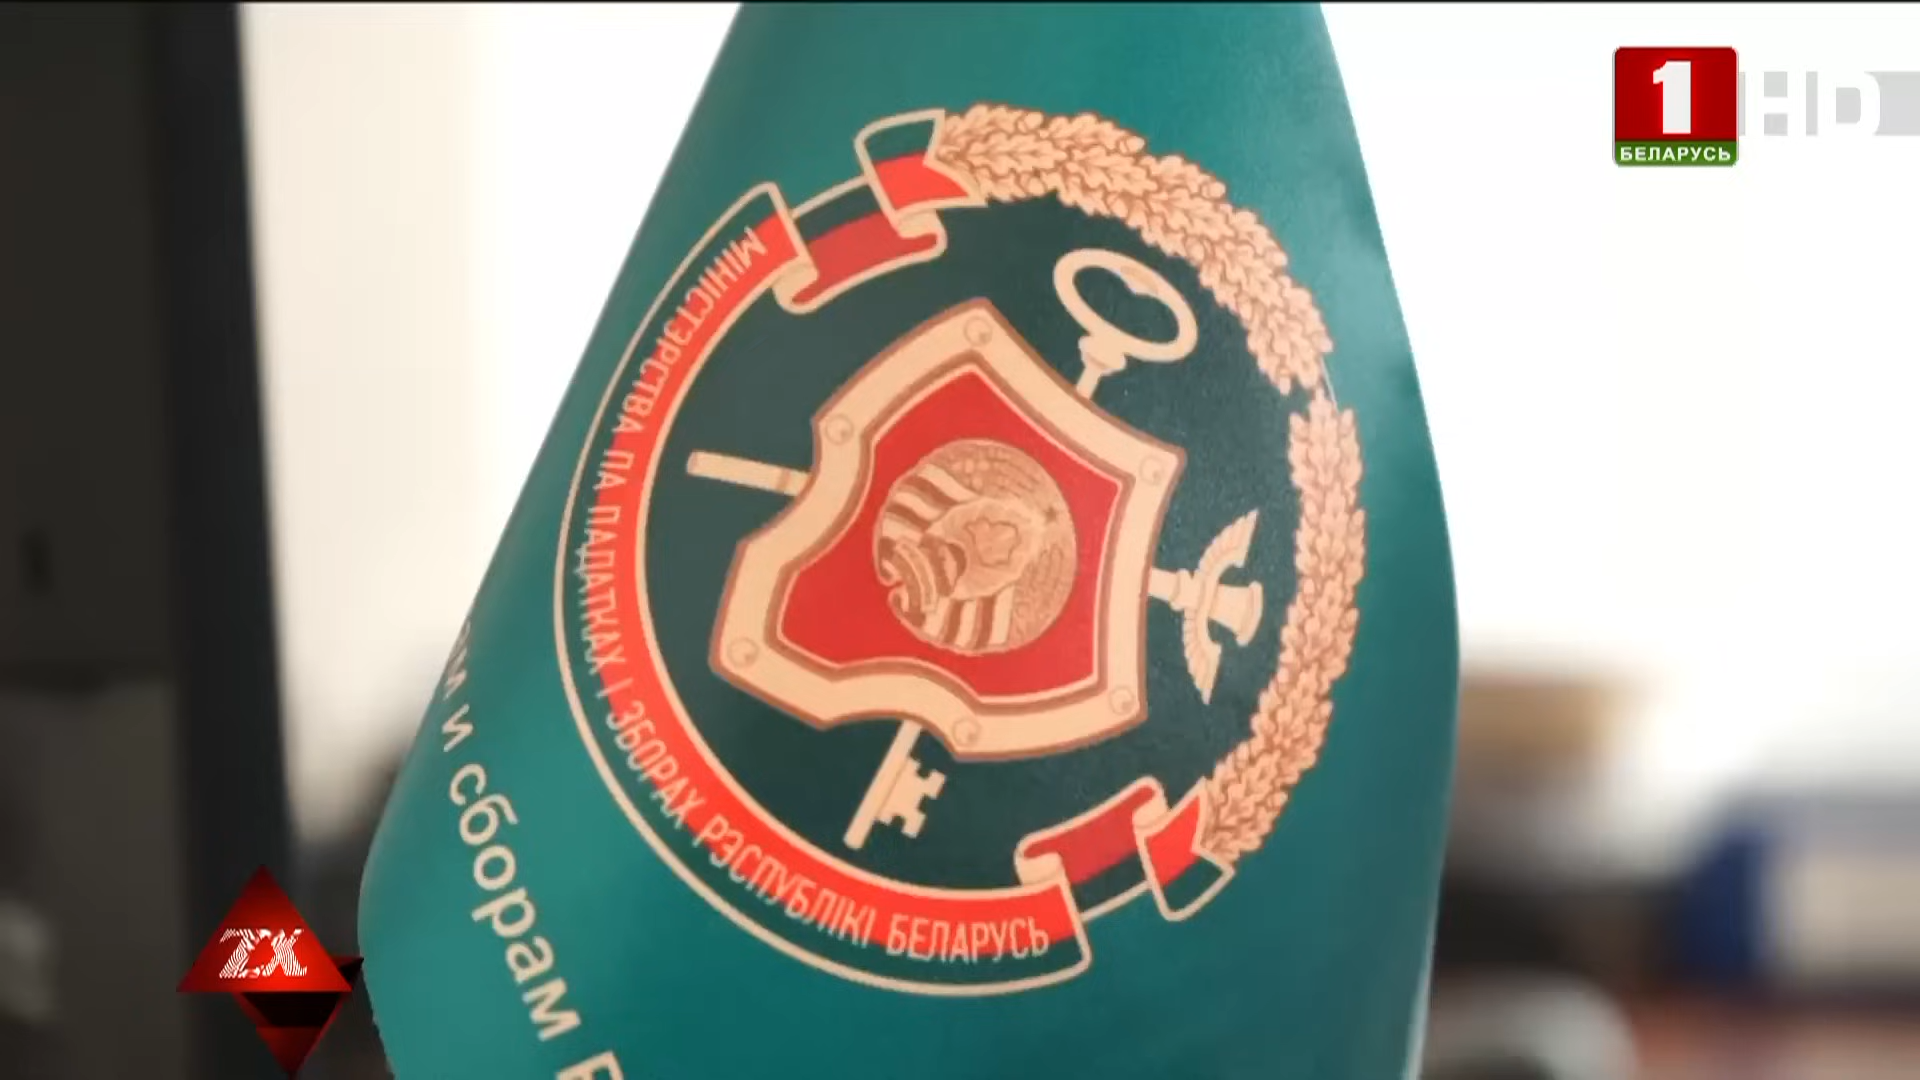 1
HD
БЕЛАРУСЬ
МІНІСТЭРСТВА ПА ПАДАТКАХ І ЗБОРАХ РЭСПУБЛІКІ БЕЛАРУСЬ
и сборам
ZX